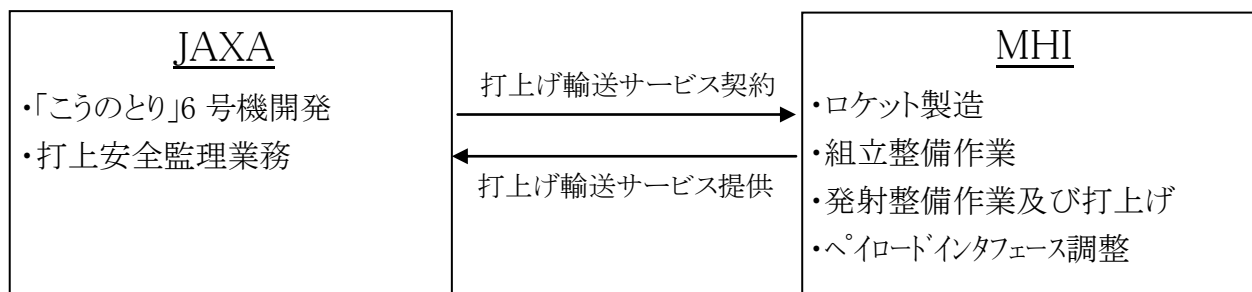 JAXA
・「こうのとり」6 号機開発
・打上安全監理業務
打上げ輸送サービス契約
打上げ輸送サービス提供
MHI
・ロケット製造
・組立整備作業
・発射整備作業及び打上げ
・ペイロードインタフェース調整